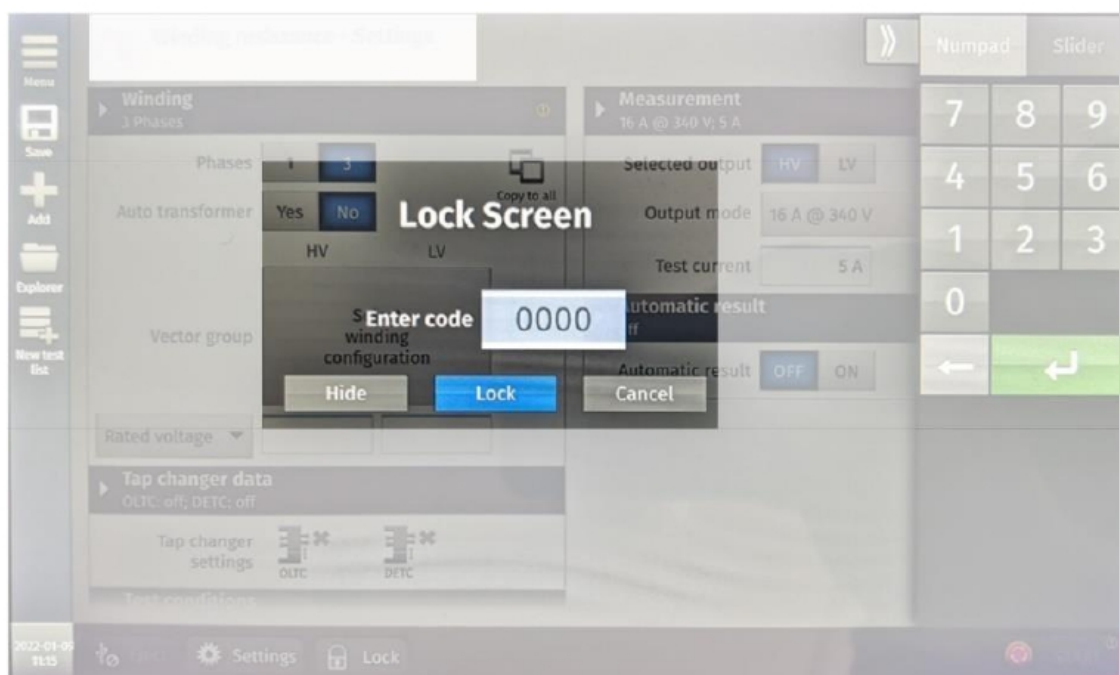 Winding resistance - Settings
Menu
Save
Add
Explorer
New test
list
Winding
3 Phases
Phases
1
3
Copy to all
Auto transformer
Yes
No
HV
LV
Vector group
winding
configuration
Rated voltage
Tap changer data
OLTC: off; DETC: off
Tap changer
settings
OLTC
DETC
Test conditions
Measurement
16 A @ 340 V; 5 A
Selected output
HV
LV
Output mode
16 A @ 340 V
Test current
5 A
Automatic result
Automatic result
OFF
ON
Lock Screen
Enter code
0000
Hide
Lock
Cancel
Numpad
Slider
7
8
9
4
5
6
1
2
3
0
2022-01-09
11:15
Settings
Lock